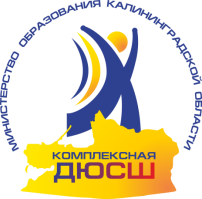 МИНИСТЕРСТВО ОБРАЗОВАНИЯ КАЛИНИНГРАДСКОЙ ОБЛАСТИ
КОМПЛЕКСНАЯ
ДЮСШ